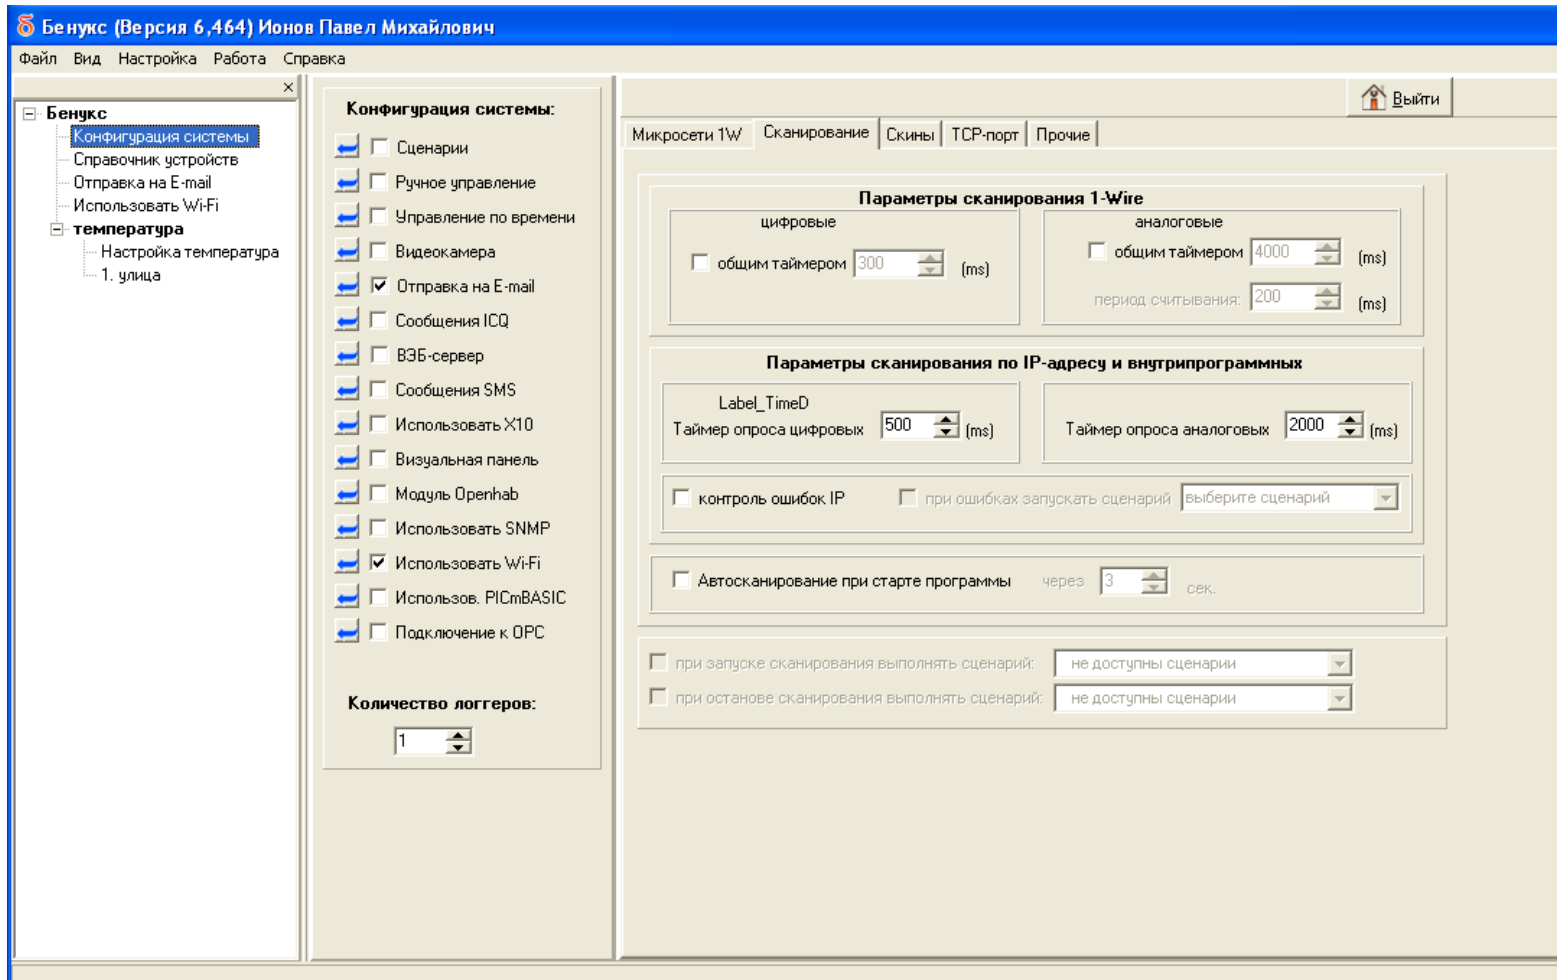 Бенукс (Версия 6,464) Ионов Павел Михайлович
Файл Вид Настройка Работа Справка
Бенукс
Конфигурация системы
Справочник устройств
Отправка на E-mail
Использовать Wi-Fi
температура
Настройка температура
1. улица
Конфигурация системы:
Сценарии
Ручное управление
Управление по времени
Видеокамера
Отправка на E-mail
Сообщения ICQ
ВЭБ-сервер
Сообщения SMS
Использовать X10
Визуальная панель
Модуль Openhab
Использовать SNMP
Использовать Wi-Fi
Использов. PICmBASIC
Подключение к OPC
Количество логгеров:
1
Выйти
Микросети 1W Сканирование Скины TCP-порт Прочие
Параметры сканирования 1-Wire
цифровые
общим таймером 300 (ms)
аналоговые
общим таймером 4000 (ms)
период считывания: 200 (ms)
Параметры сканирования по IP-адресу и внутрипрограммных
Label_TimeD
Таймер опроса цифровых 500 (ms)
Таймер опроса аналоговых 2000 (ms)
контроль ошибок IP при ошибках запускать сценарий выберите сценарий
Автосканирование при старте программы через 3 сек.
при запуске сканирования выполнять сценарий: не доступны сценарии
при останове сканирования выполнять сценарий: не доступны сценарии